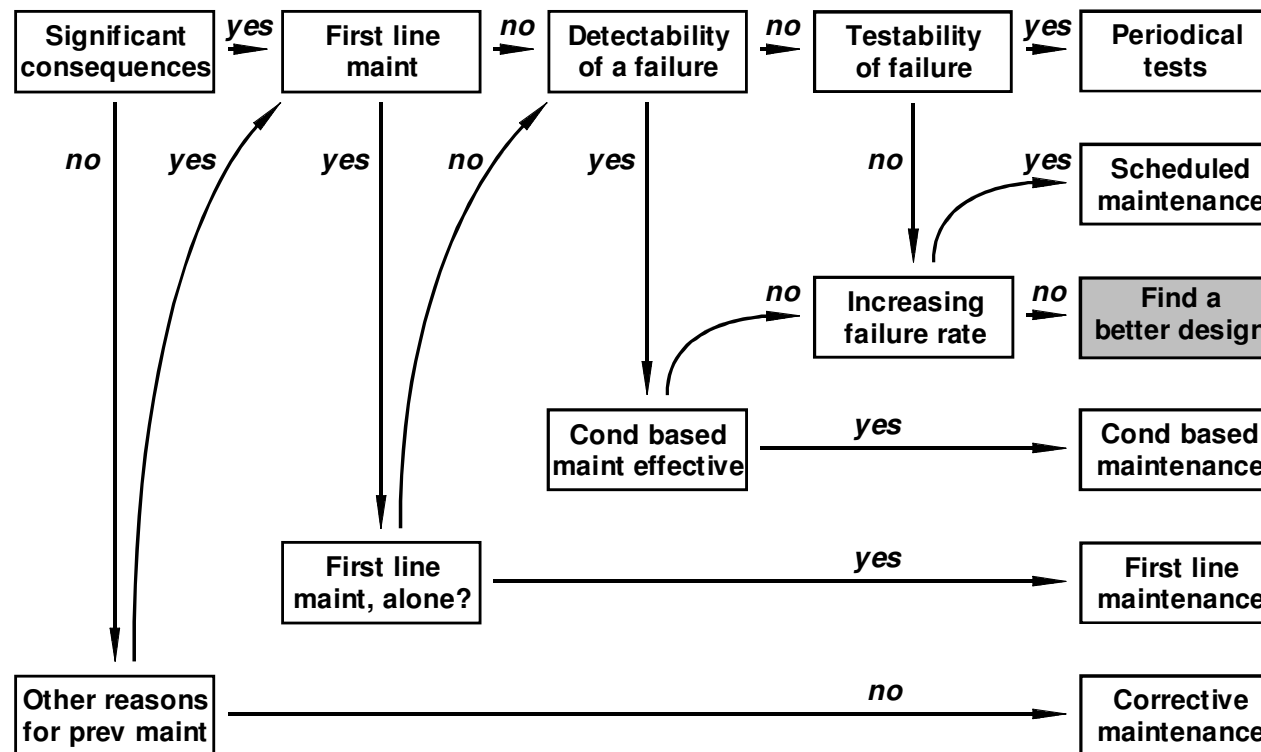 Significant
consequences
yes
First line
maint
no
Detectability
of a failure
no
Testability
of failure
yes
Periodical
tests
no
yes
yes
no
yes
no
yes
Scheduled
maintenance
no
Increasing
failure rate
no
Find a
better design
Cond based
maint effective
yes
Cond based
maintenance
First line
maint, alone?
yes
First line
maintenance
Other reasons
for prev maint
no
Corrective
maintenance